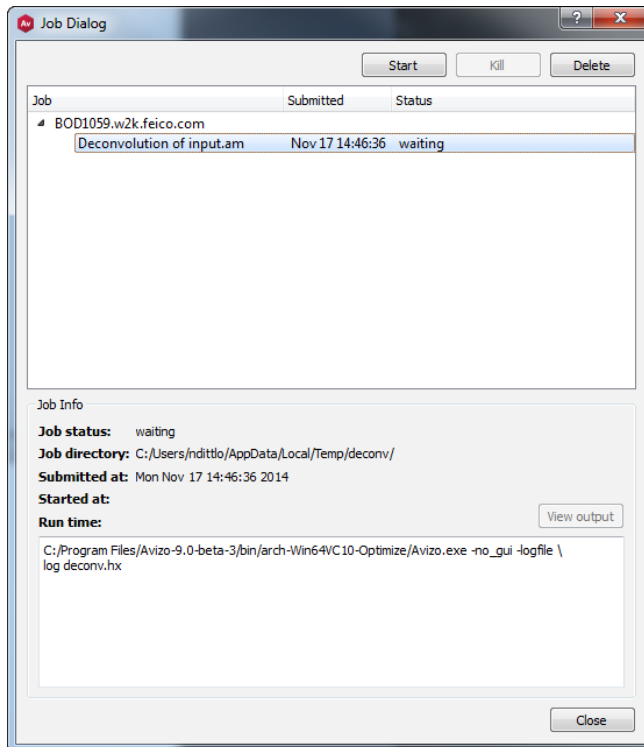 Av Job Dialog
Start Kill Delete
Job Submitted Status
BOD1059.w2k.feico.com
Deconvolution of input.am Nov 17 14:46:36 waiting
Job Info
Job status: waiting
Job directory: C:/Users/ndittlo/AppData/Local/Temp/deconv/
Submitted at: Mon Nov 17 14:46:36 2014
Started at:
Run time:
View output
C:/Program Files/Avizo-9.0-beta-3/bin/arch-Win64VC10-Optimize/Avizo.exe -no_gui -logfile \
log deconv.hx
Close